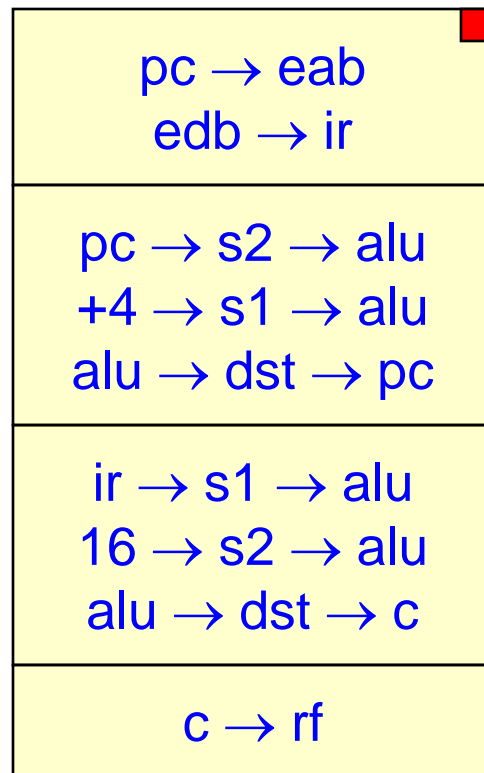 pc → eab
edb → ir
pc → s2 → alu
+4 → s1 → alu
alu → dst → pc
ir → s1 → alu
16 → s2 → alu
alu → dst → c
c → rf